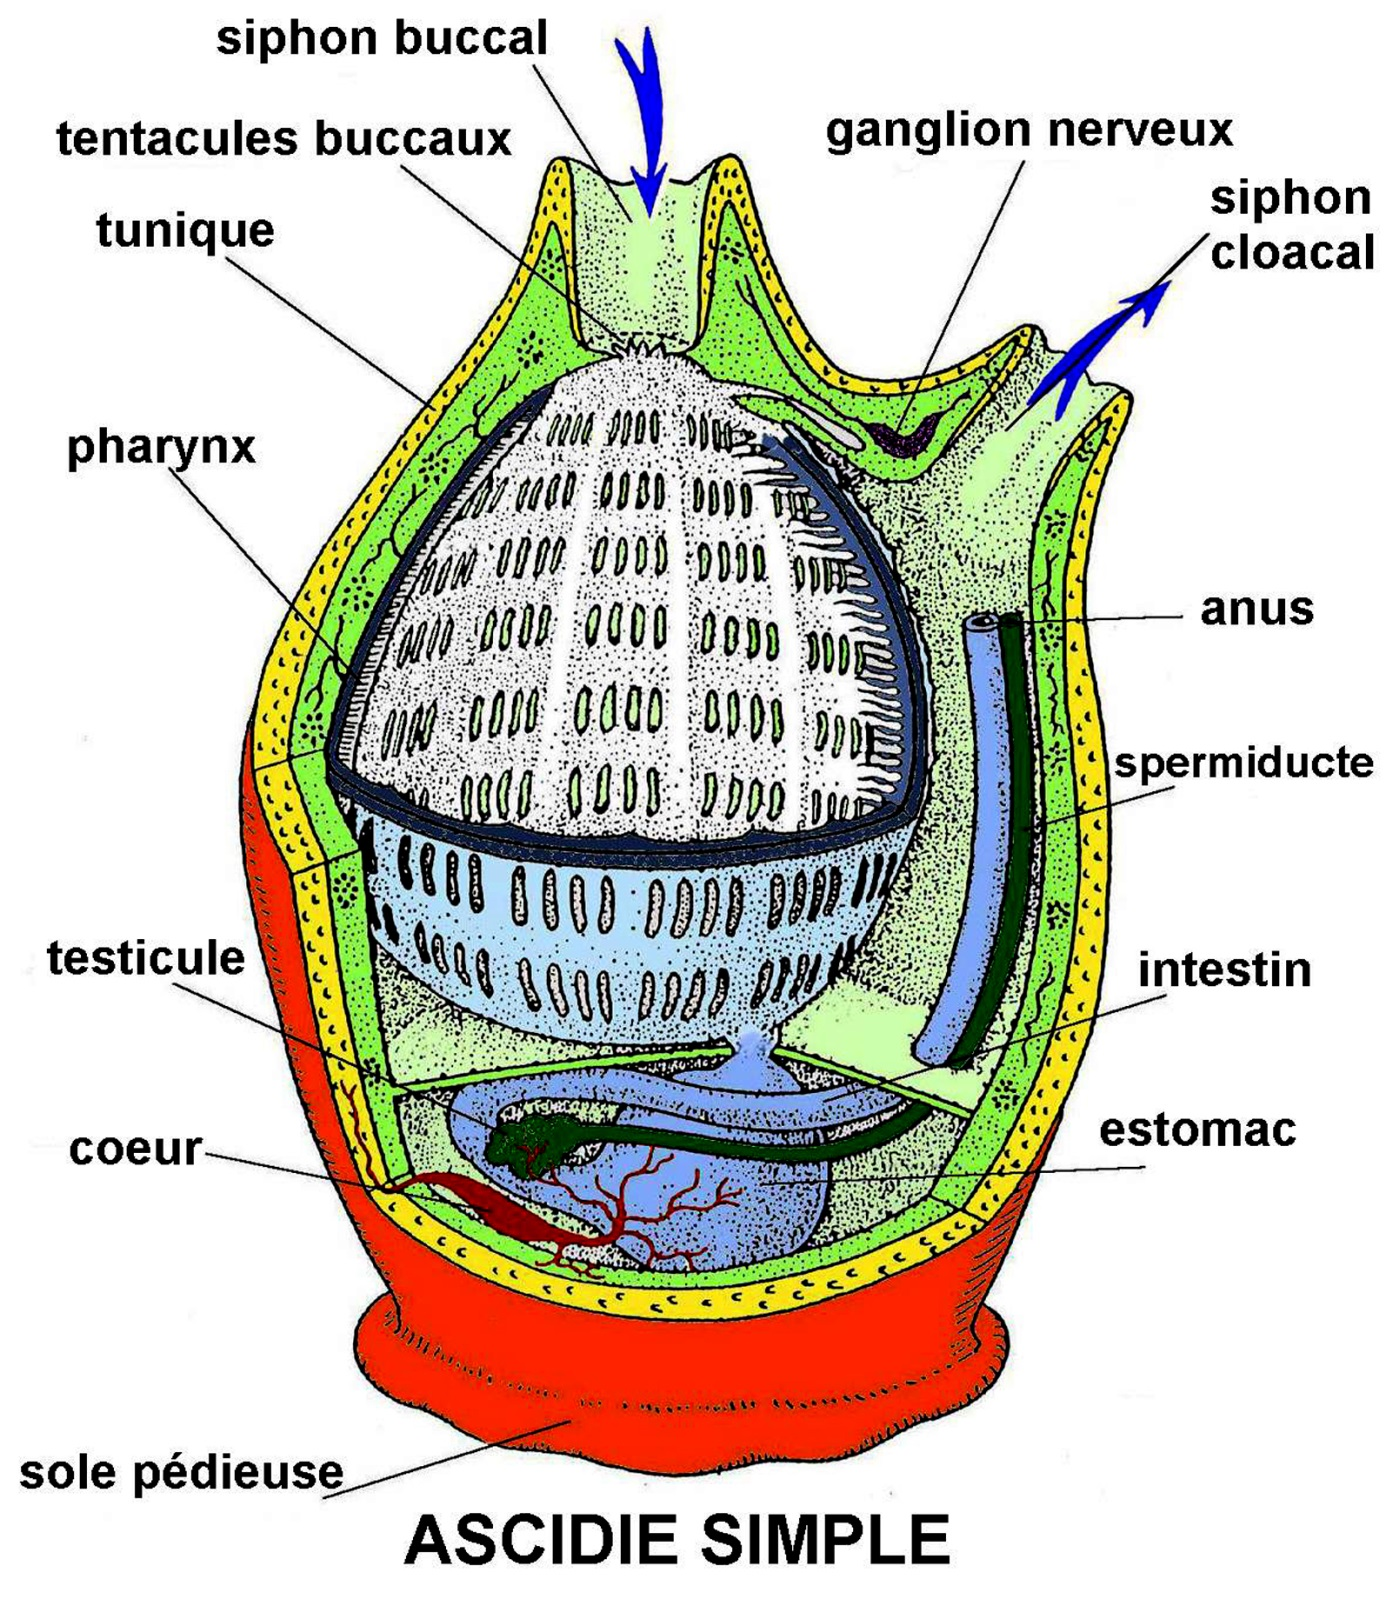 siphon buccal
tentacules buccaux
ganglion nerveux
siphon
cloacal
tunique
pharynx
anus
spermiducte
testicule
intestin
coeur
estomac
sole pédieuse
ASCIDIE SIMPLE